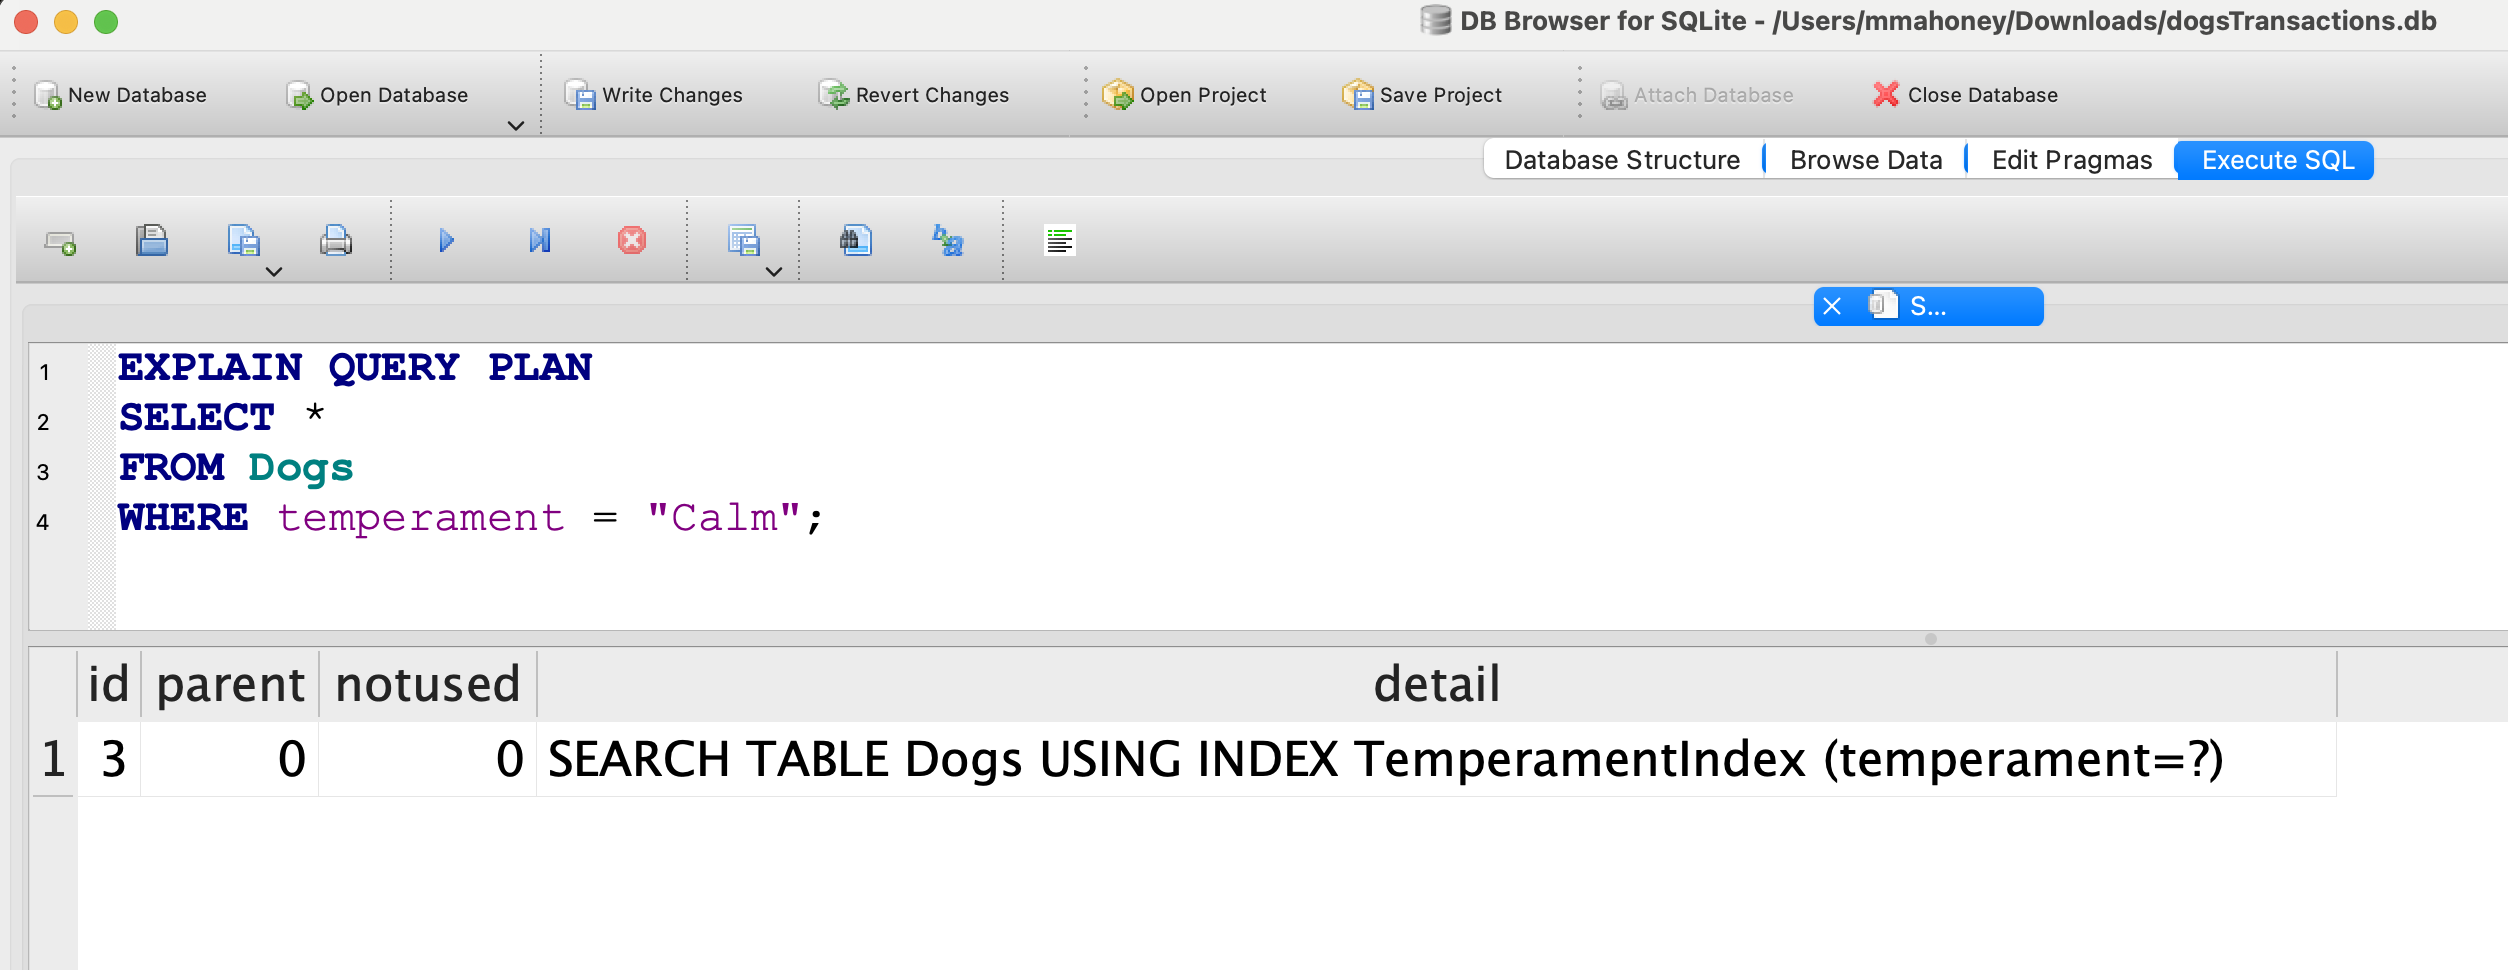 DB Browser for SQLite - /Users/mmahoney/Downloads/dogsTransactions.db
New Database Open Database Write Changes Revert Changes Open Project Save Project Attach Database Close Database
Database Structure Browse Data Edit Pragmas Execute SQL
S...
1 EXPLAIN QUERY PLAN
2 SELECT *
3 FROM Dogs
4 WHERE temperament = "Calm";
id parent notused detail
1 3 0 0 SEARCH TABLE Dogs USING INDEX TemperamentIndex (temperament=?)